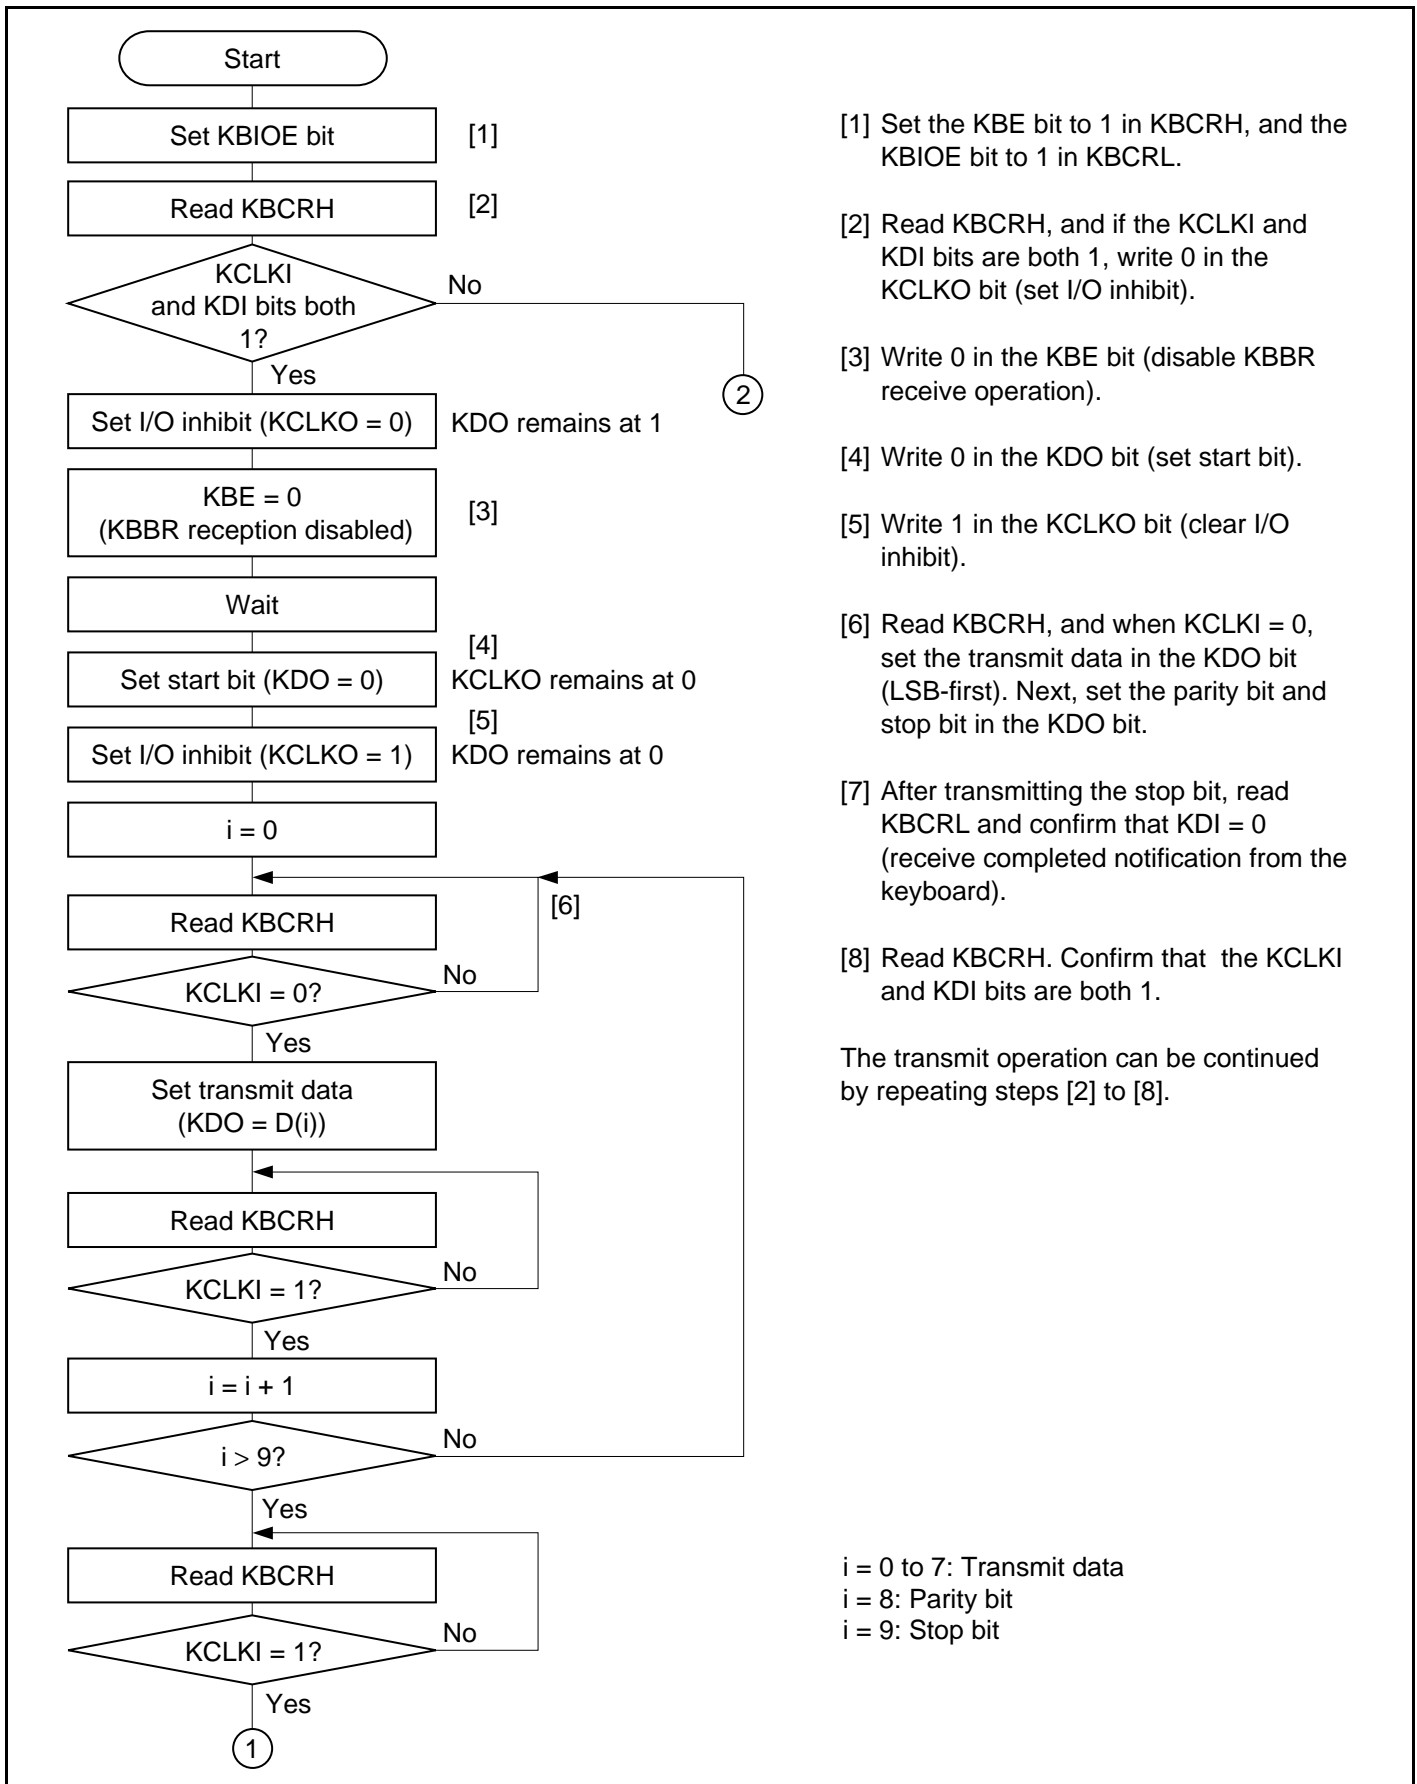 Start
Set KBIOE bit
[1]
Read KBCRH
[2]
KCLKI
and KDI bits both
1?
No
Yes
2
Set I/O inhibit (KCLKO = 0)
KDO remains at 1
KBE = 0
(KBBR reception disabled)
[3]
Wait
[4]
Set start bit (KDO = 0)
KCLKO remains at 0
[5]
Set I/O inhibit (KCLKO = 1)
KDO remains at 0
i = 0
Read KBCRH
[6]
KCLKI = 0?
No
Yes
Set transmit data
(KDO = D(i))
Read KBCRH
KCLKI = 1?
No
Yes
i = i + 1
i > 9?
No
Yes
Read KBCRH
KCLKI = 1?
No
Yes
1
[1] Set the KBE bit to 1 in KBCRH, and the
KBIOE bit to 1 in KBCRL.
[2] Read KBCRH, and if the KCLKI and
KDI bits are both 1, write 0 in the
KCLKO bit (set I/O inhibit).
[3] Write 0 in the KBE bit (disable KBBR
receive operation).
[4] Write 0 in the KDO bit (set start bit).
[5] Write 1 in the KCLKO bit (clear I/O
inhibit).
[6] Read KBCRH, and when KCLKI = 0,
set the transmit data in the KDO bit
(LSB-first). Next, set the parity bit and
stop bit in the KDO bit.
[7] After transmitting the stop bit, read
KBCRL and confirm that KDI = 0
(receive completed notification from the
keyboard).
[8] Read KBCRH. Confirm that the KCLKI
and KDI bits are both 1.
The transmit operation can be continued
by repeating steps [2] to [8].
i = 0 to 7: Transmit data
i = 8: Parity bit
i = 9: Stop bit